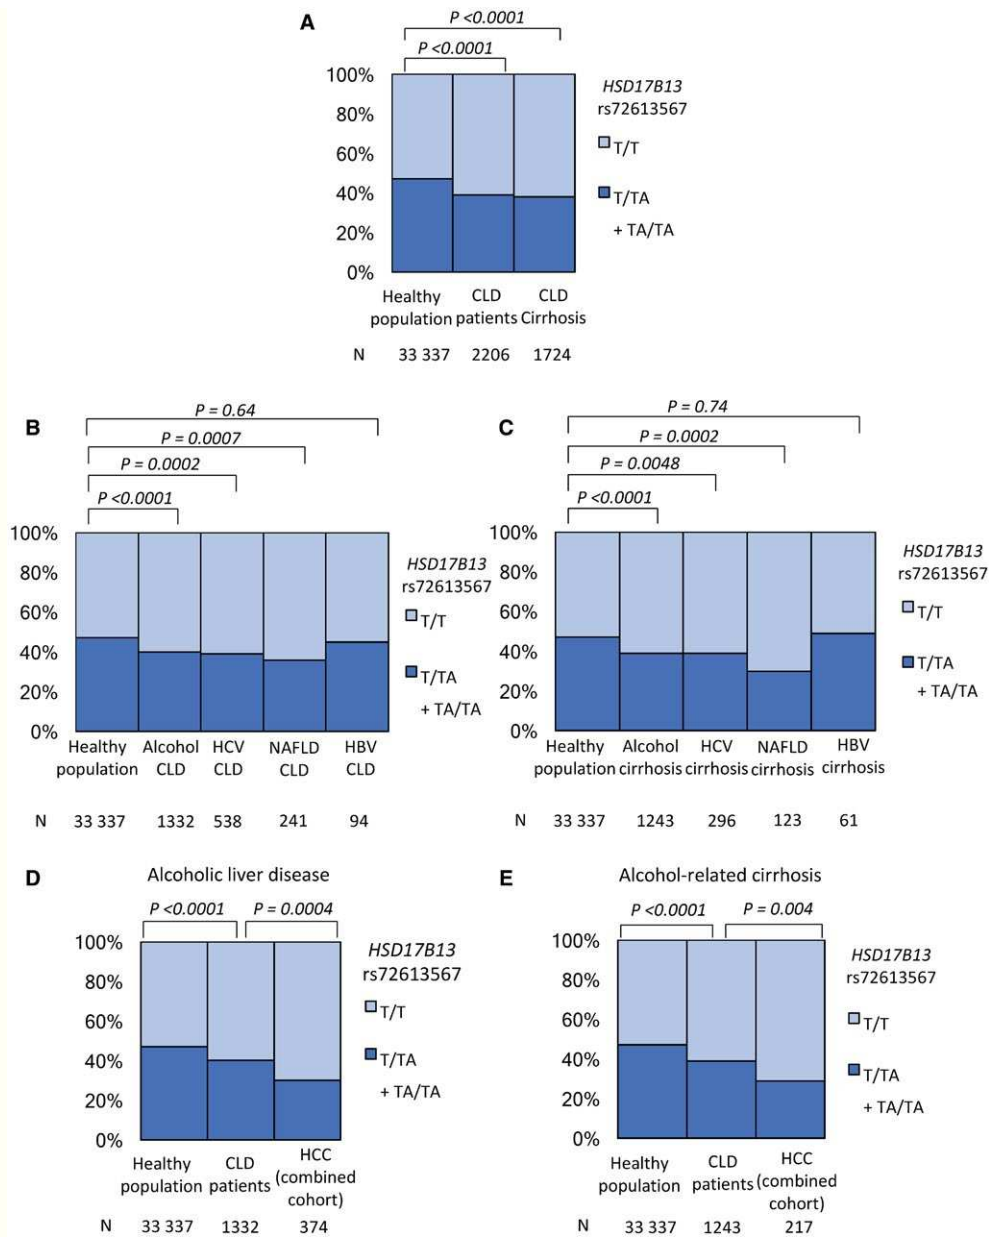 A
P <0.0001
P <0.0001
100%
80%
60%
40%
20%
0%
HSD17B13
rs72613567
T/T
T/TA
+ TA/TA
Healthy population
CLD patients
CLD Cirrhosis
N 33 337 2206 1724
B
P = 0.64
P = 0.0007
P = 0.0002
P <0.0001
100%
80%
60%
40%
20%
0%
HSD17B13
rs72613567
T/T
T/TA
+ TA/TA
Healthy population
Alcohol CLD
HCV CLD
NAFLD CLD
HBV CLD
N 33 337 1332 538 241 94
C
P = 0.74
P = 0.0002
P = 0.0048
P <0.0001
100%
80%
60%
40%
20%
0%
HSD17B13
rs72613567
T/T
T/TA
+ TA/TA
Healthy population
Alcohol cirrhosis
HCV cirrhosis
NAFLD cirrhosis
HBV cirrhosis
N 33 337 1243 296 123 61
D
Alcoholic liver disease
P <0.0001 P = 0.0004
100%
80%
60%
40%
20%
0%
HSD17B13
rs72613567
T/T
T/TA
+ TA/TA
Healthy population
CLD patients
HCC (combined cohort)
N 33 337 1332 374
E
Alcohol-related cirrhosis
P <0.0001 P = 0.004
100%
80%
60%
40%
20%
0%
HSD17B13
rs72613567
T/T
T/TA
+ TA/TA
Healthy population
CLD patients
HCC (combined cohort)
N 33 337 1243 217